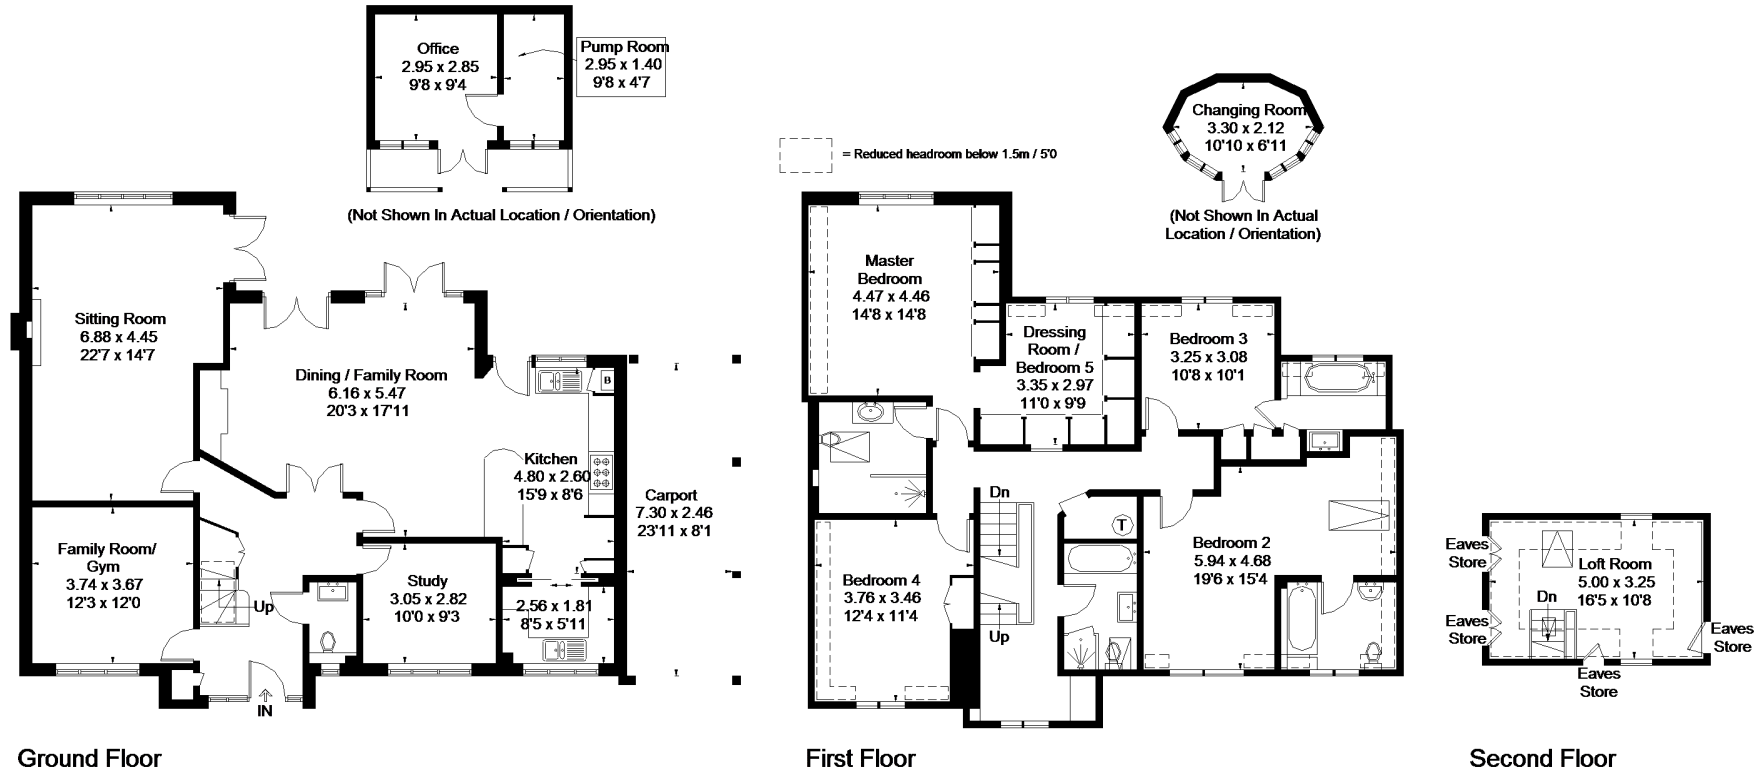 Office
2.95 x 2.85
9'8 x 9'4
Pump Room
2.95 x 1.40
9'8 x 4'7
(Not Shown In Actual Location / Orientation)
Sitting Room
6.88 x 4.45
22'7 x 14'7
Dining / Family Room
6.16 x 5.47
20'3 x 17'11
B
Kitchen
4.80 x 2.60
15'9 x 8'6
Carport
7.30 x 2.46
23'11 x 8'1
Family Room/
Gym
3.74 x 3.67
12'3 x 12'0
Up
Study
3.05 x 2.82
10'0 x 9'3
2.56 x 1.81
8'5 x 5'11
IN
Ground Floor
= Reduced headroom below 1.5m / 5'0
Changing Room
3.30 x 2.12
10'10 x 6'11
(Not Shown In Actual
Location / Orientation)
Master
Bedroom
4.47 x 4.46
14'8 x 14'8
Dressing
Room /
Bedroom 5
3.35 x 2.97
11'0 x 9'9
Bedroom 3
3.25 x 3.08
10'8 x 10'1
Dn
T
Bedroom 2
5.94 x 4.68
19'6 x 15'4
Bedroom 4
3.76 x 3.46
12'4 x 11'4
Up
First Floor
Eaves
Store
Loft Room
5.00 x 3.25
16'5 x 10'8
Dn
Eaves
Store
Eaves
Store
Eaves
Store
Second Floor